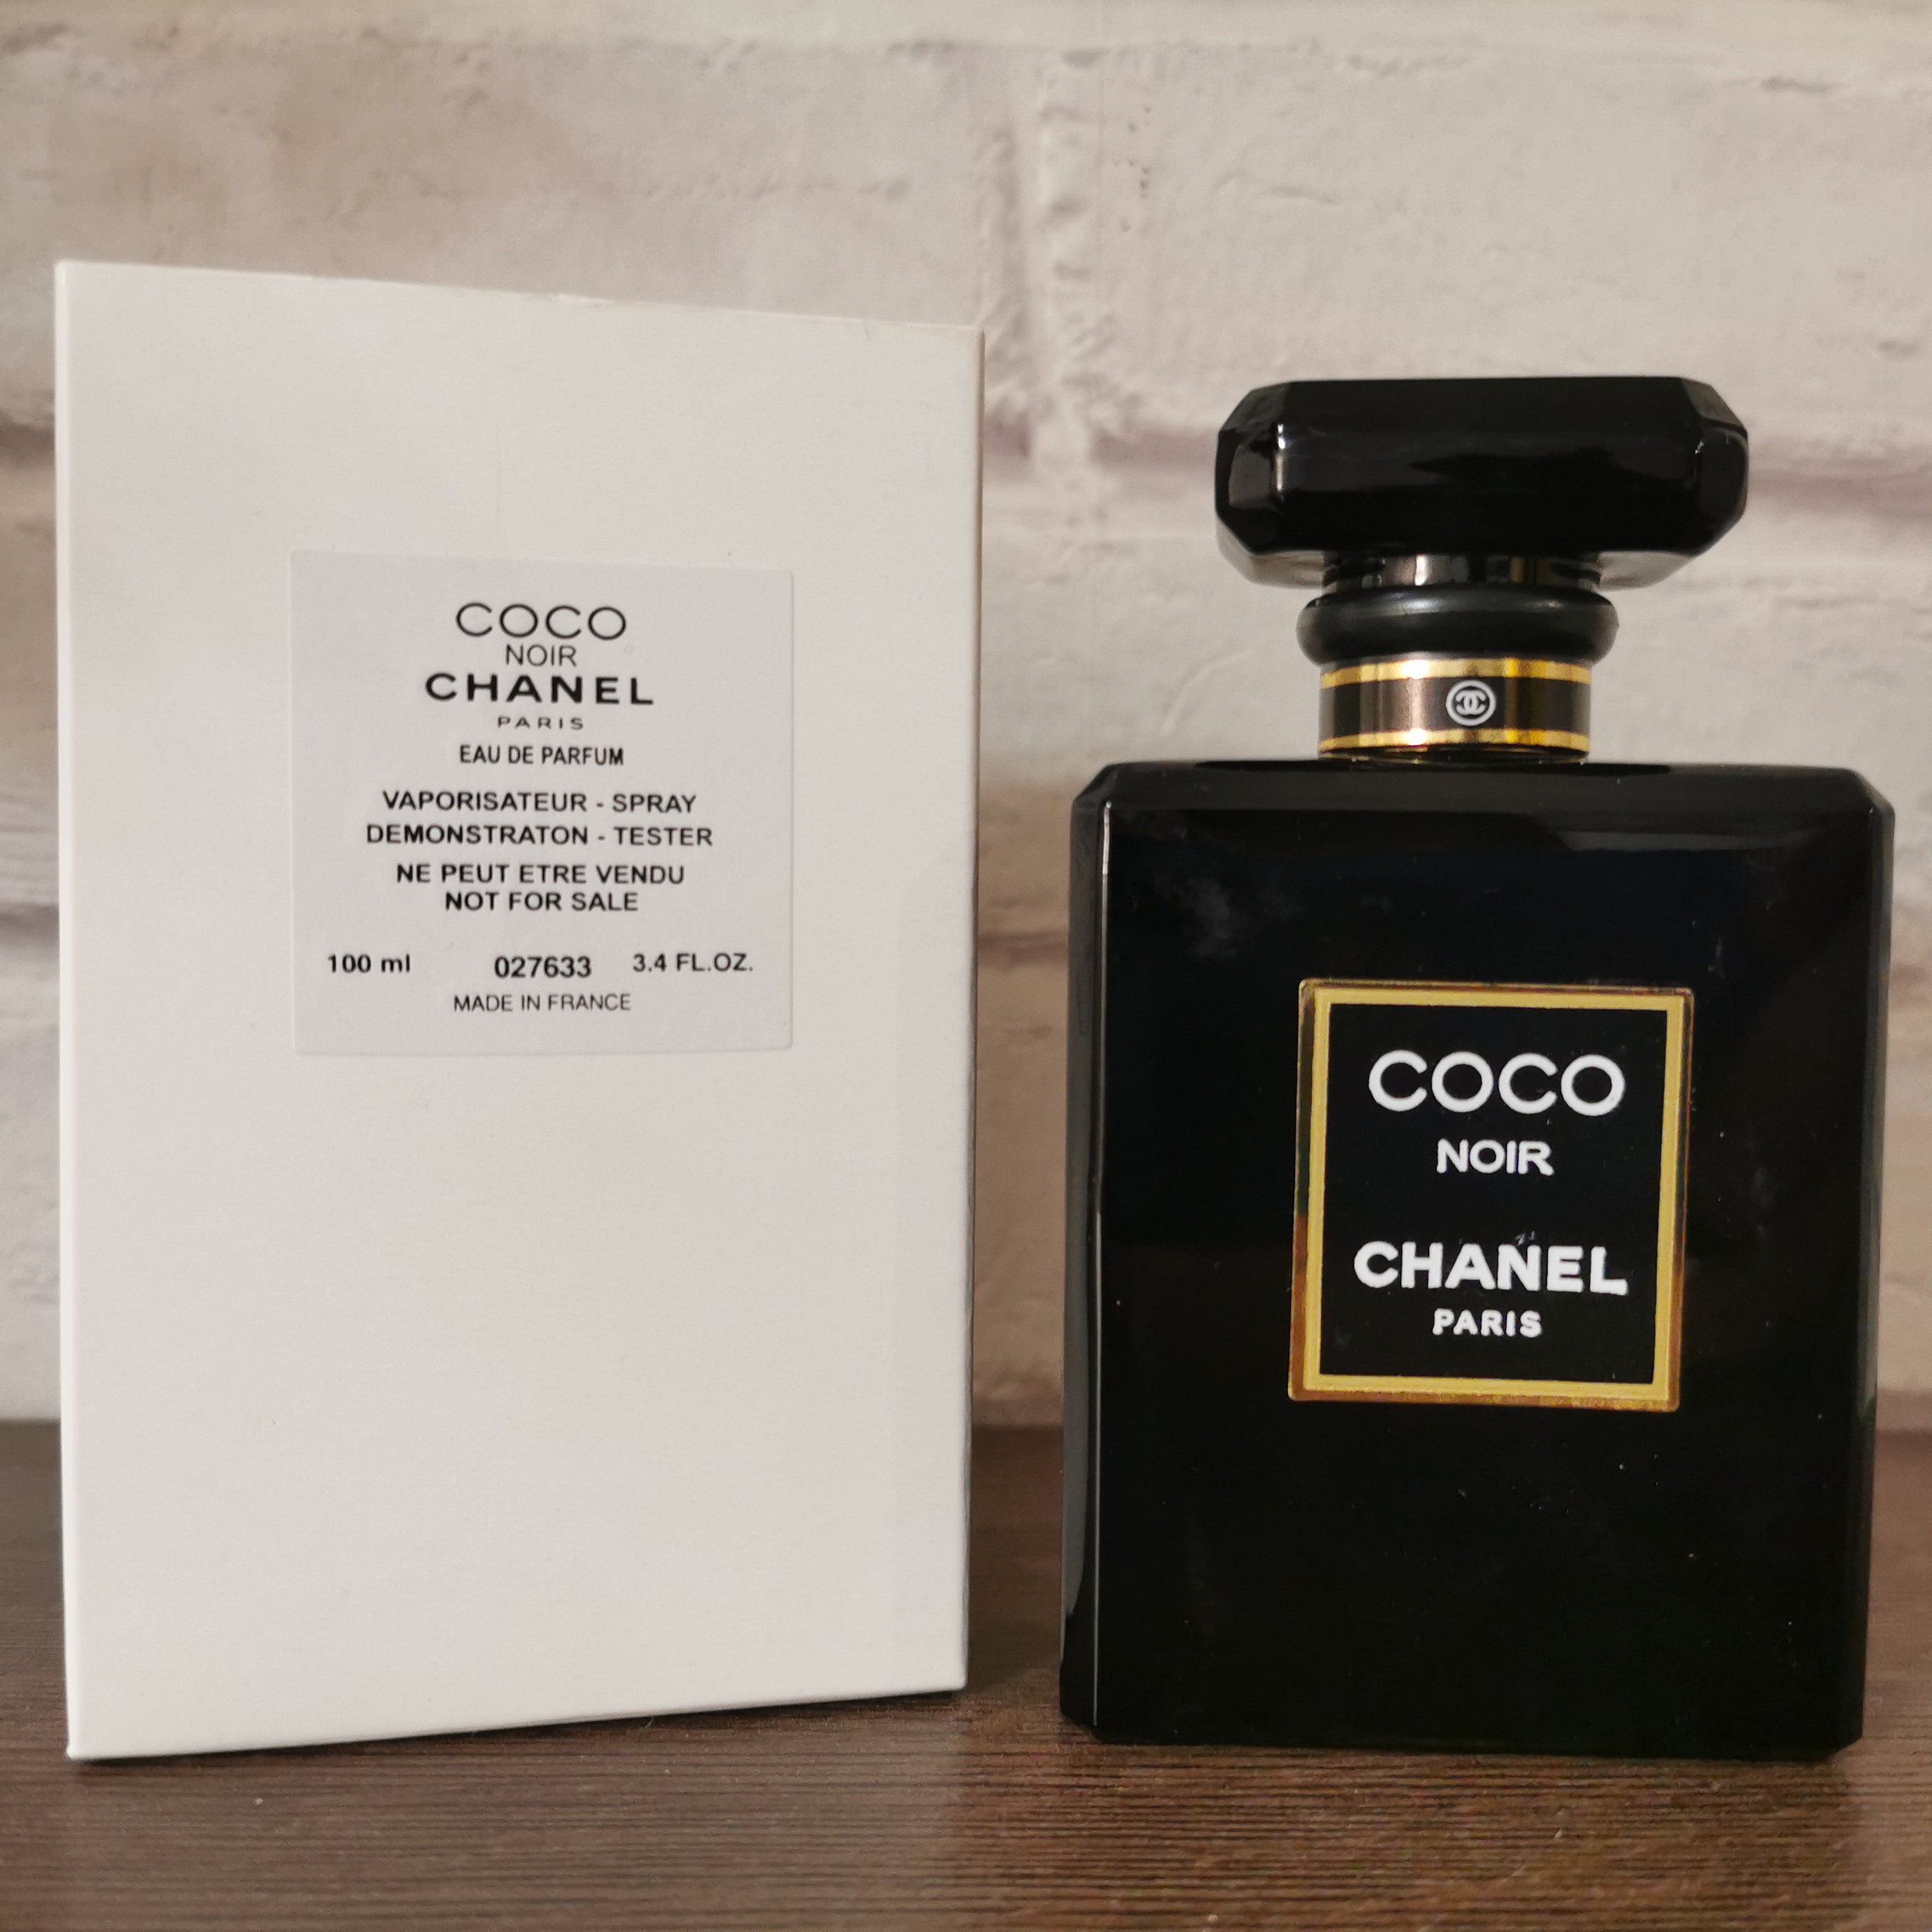 COCO
NOIR
CHANEL
PARIS
EAU DE PARFUM
VAPORISATEUR - SPRAY
DEMONSTRATON - TESTER
NE PEUT ETRE VENDU
NOT FOR SALE
100 ml 027633 3.4 FL.OZ.
MADE IN FRANCE
COCO
NOIR
CHANEL
PARIS